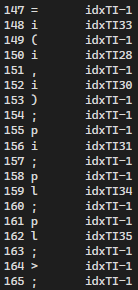 147 = idxTI-1
148 i idxTI33
149 ( idxTI-1
150 i idxTI28
151 , idxTI-1
152 i idxTI30
153 ) idxTI-1
154 ; idxTI-1
155 p idxTI-1
156 i idxTI31
157 ; idxTI-1
158 p idxTI-1
159 l idxTI34
160 ; idxTI-1
161 p idxTI-1
162 l idxTI35
163 ; idxTI-1
164 > idxTI-1
165 ; idxTI-1